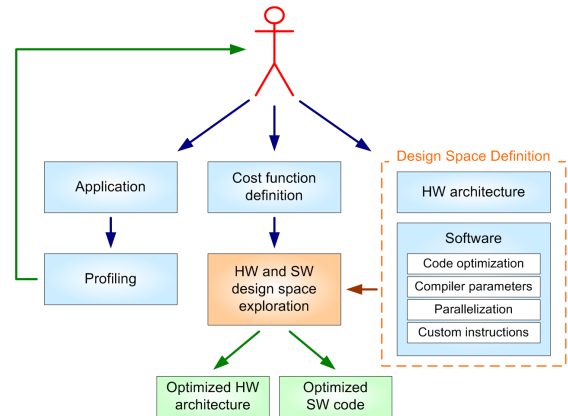 Design Space Definition
Application
Cost function
definition
HW architecture
Software
Code optimization
Compiler parameters
Parallelization
Custom instructions
Profiling
HW and SW
design space
exploration
Optimized HW
architecture
Optimized
SW code